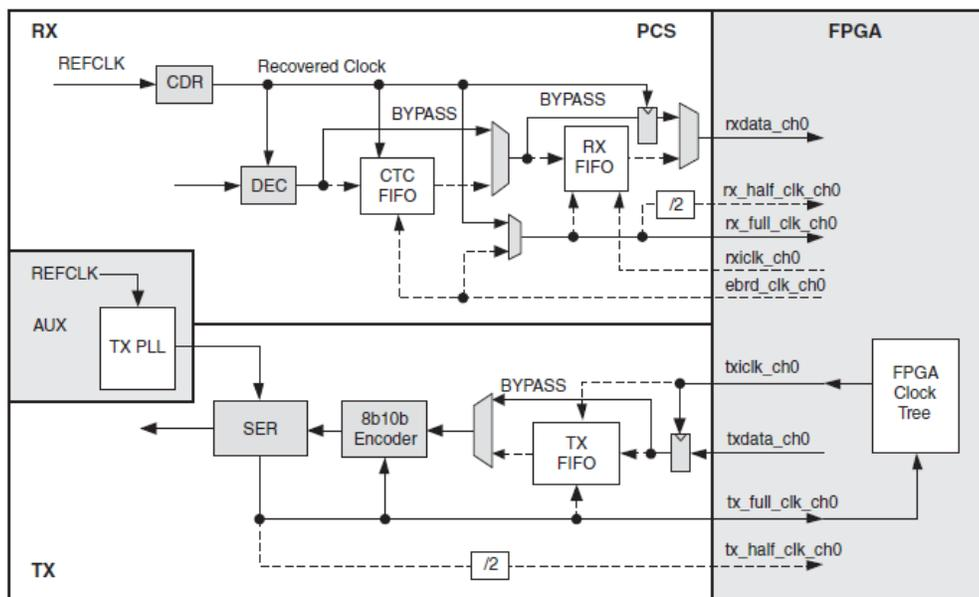 RX
PCS
FPGA
REFCLK
CDR
Recovered Clock
BYPASS
BYPASS
rxdata_ch0
RX
FIFO
DEC
CTC
FIFO
rx_half_clk_ch0
/2
rx_full_clk_ch0
rxiclk_ch0
ebrd_clk_ch0
REFCLK
AUX
TX PLL
txiclk_ch0
FPGA
Clock
Tree
BYPASS
SER
8b10b
Encoder
TX
FIFO
txdata_ch0
tx_full_clk_ch0
tx_half_clk_ch0
/2
TX